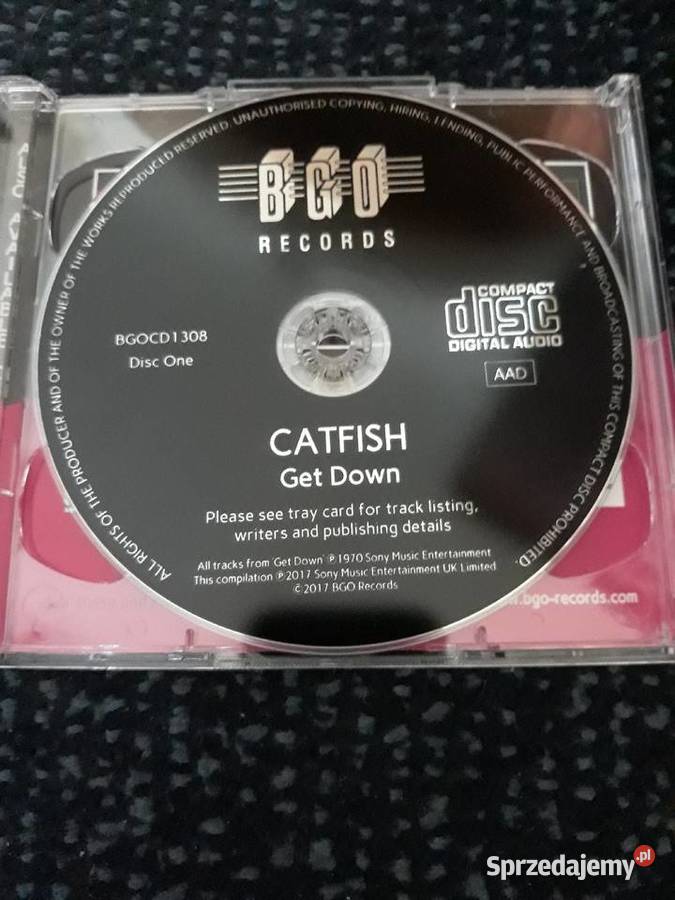 ALL RIGHTS OF THE PRODUCER AND OF THE OWNER OF THE WORKS REPRODUCED RESERVED. UNAUTHORISED COPYING, HIRING, LENDING, PUBLIC PERFORMANCE AND BROADCASTING OF THIS COMPACT DISC PROHIBITED.
BGO
RECORDS
BGOCD1308
Disc One
COMPACT
disc
DIGITAL AUDIO
AAD
CATFISH
Get Down
Please see tray card for track listing,
writers and publishing details
All tracks from 'Get Down' ℗ 1970 Sony Music Entertainment
This compilation ℗ 2017 Sony Music Entertainment UK Limited
© 2017 BGO Records
.bgo-records.com
Sprzedajemy.pl